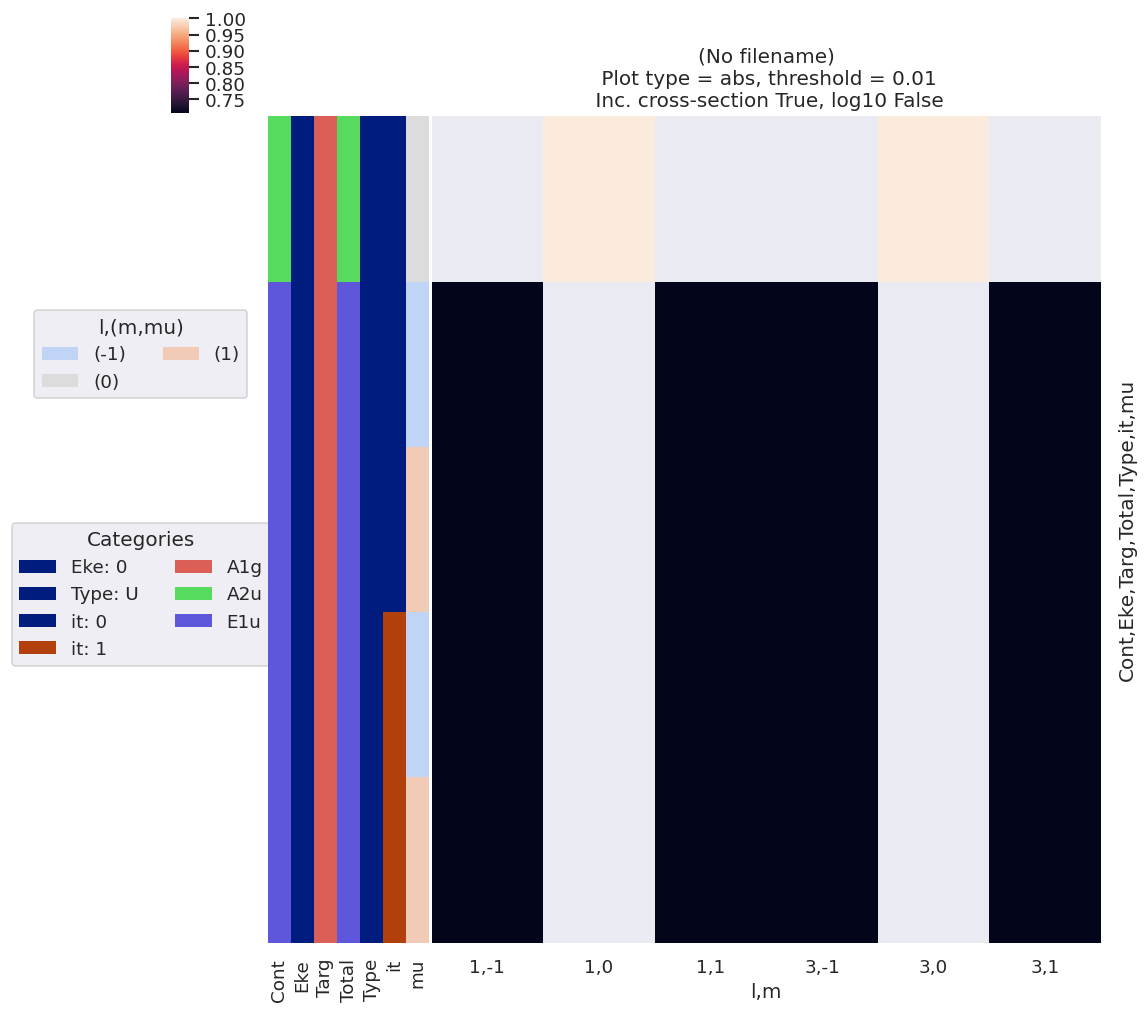 1.00
0.95
0.90
0.85
0.80
0.75
(No filename)
Plot type = abs, threshold = 0.01
Inc. cross-section True, log10 False
l,(m,mu)
(-1)
(1)
(0)
Categories
Eke: 0
A1g
Type: U
A2u
it: 0
E1u
it: 1
Cont,Eke,Targ,Total,Type,it,mu
Cont
Eke
Targ
Total
Type
it
mu
1,-1
1,0
1,1
3,-1
3,0
3,1
l,m